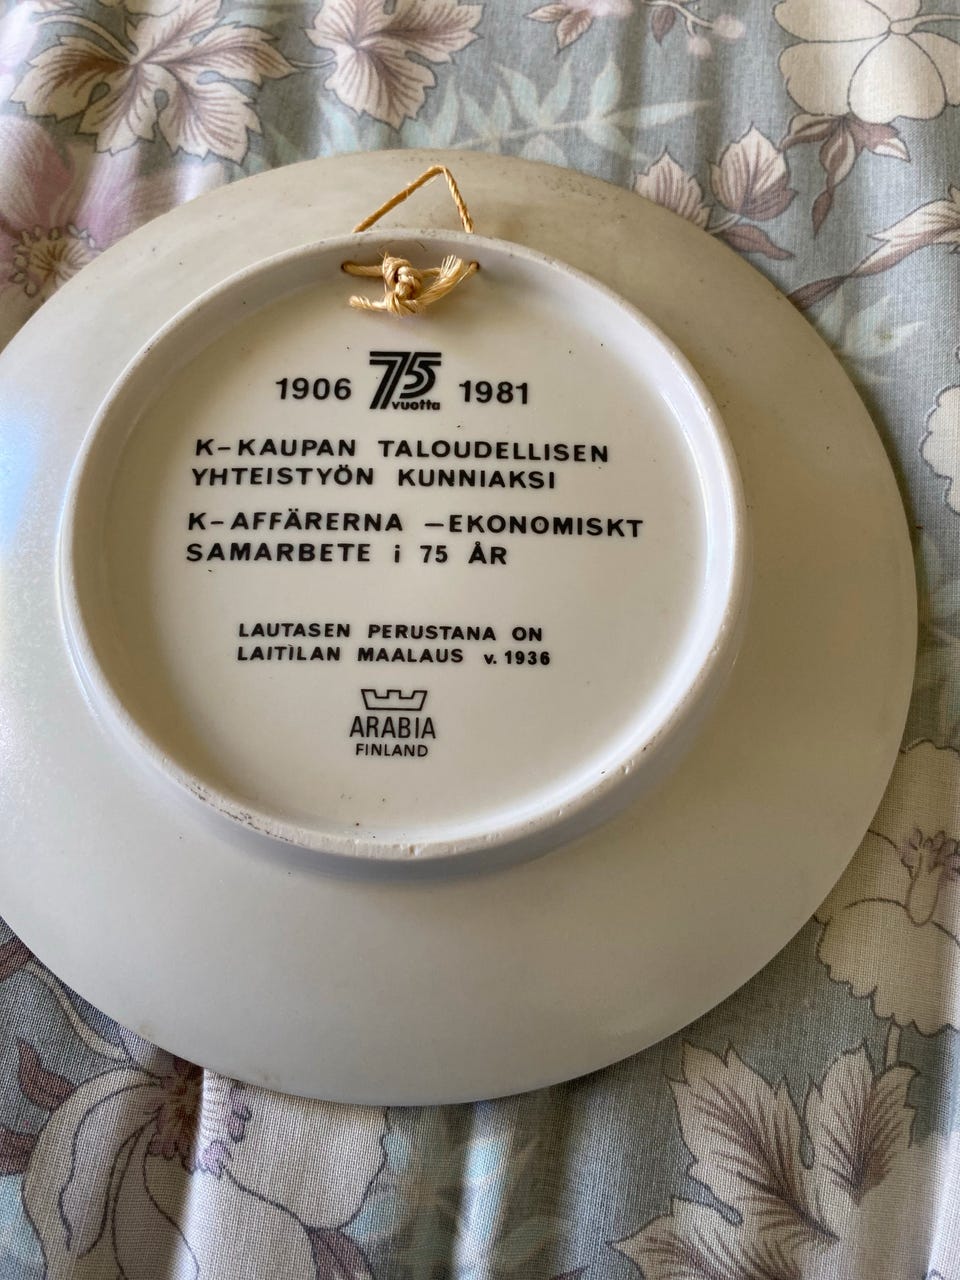 1906 75 vuotta 1981
K-KAUPAN TALOUDELLISEN
YHTEISTYÖN KUNNIAKSI
K-AFFÄRERNA -EKONOMISKT
SAMARBETE i 75 ÅR
LAUTASEN PERUSTANA ON
LAITILAN MAALAUS v. 1936
ARABIA
FINLAND